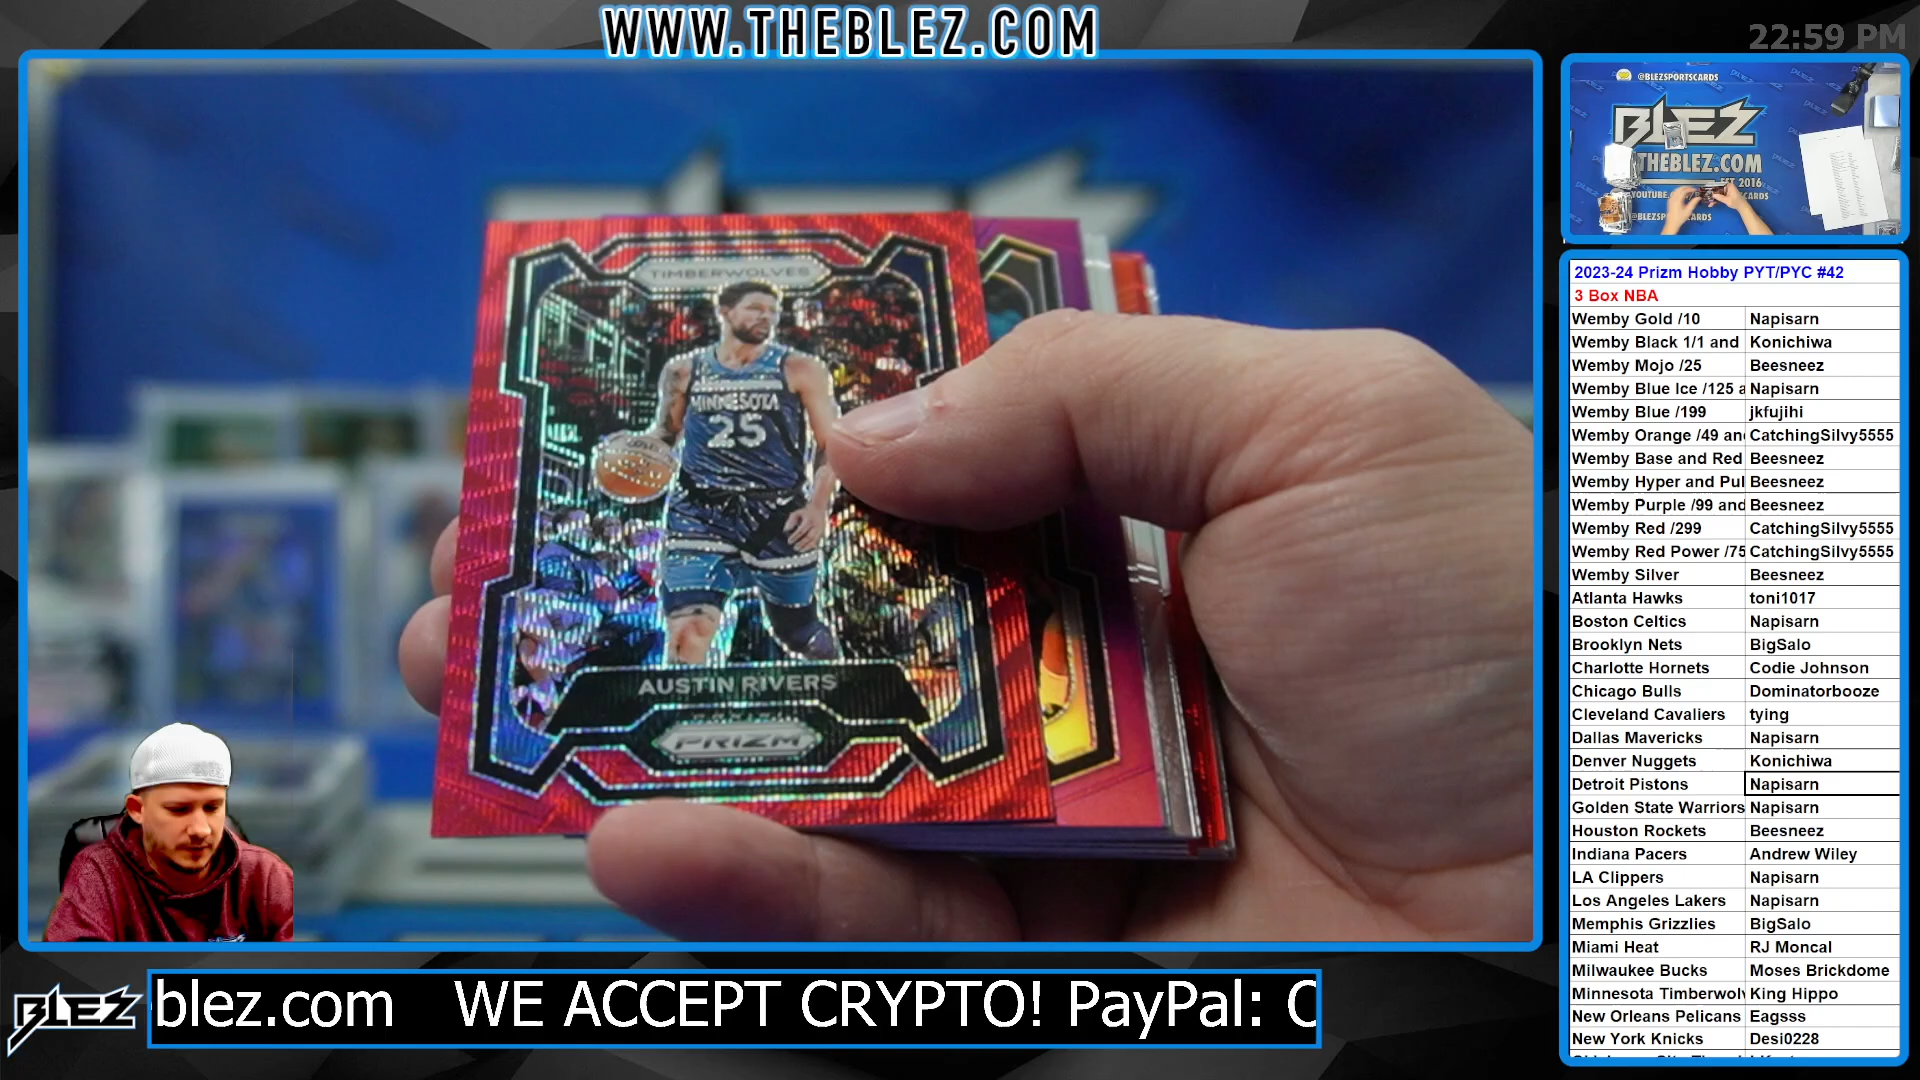 WWW.THEBLEZ.COM
22:59 PM
TIMBERWOLVES
MINNESOTA
25
AUSTIN RIVERS
PRIZM
@BLEZSPORTSCARDS
BLEZ
THEBLEZ.COM
EST 2016
2023-24 Prizm Hobby PYT/PYC #42
3 Box NBA
Wemby Gold /10 Napisarn
Wemby Black 1/1 and Konichiwa
Wemby Mojo /25 Beesneez
Wemby Blue Ice /125 a Napisarn
Wemby Blue /199 jkfujihi
Wemby Orange /49 an CatchingSilvy5555
Wemby Base and Red Beesneez
Wemby Hyper and Pul Beesneez
Wemby Purple /99 and Beesneez
Wemby Red /299 CatchingSilvy5555
Wemby Red Power /75 CatchingSilvy5555
Wemby Silver Beesneez
Atlanta Hawks toni1017
Boston Celtics Napisarn
Brooklyn Nets BigSalo
Charlotte Hornets Codie Johnson
Chicago Bulls Dominatorbooze
Cleveland Cavaliers tying
Dallas Mavericks Napisarn
Denver Nuggets Konichiwa
Detroit Pistons Napisarn
Golden State Warriors Napisarn
Houston Rockets Beesneez
Indiana Pacers Andrew Wiley
LA Clippers Napisarn
Los Angeles Lakers Napisarn
Memphis Grizzlies BigSalo
Miami Heat RJ Moncal
Milwaukee Bucks Moses Brickdome
Minnesota Timberwolv King Hippo
New Orleans Pelicans Eagsss
New York Knicks Desi0228
BLEZ
blez.com WE ACCEPT CRYPTO! PayPal: